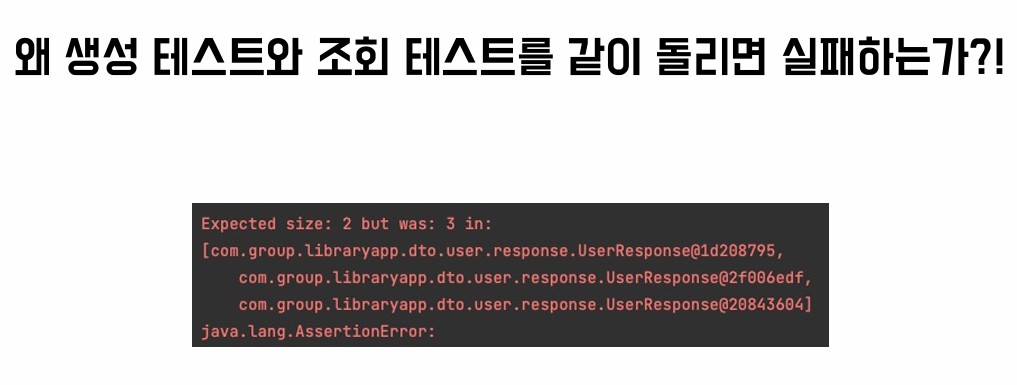 왜 생성 테스트와 조회 테스트를 같이 돌리면 실패하는가?!
Expected size: 2 but was: 3 in:
[com.group.libraryapp.dto.user.response.UserResponse@1d208795,
com.group.libraryapp.dto.user.response.UserResponse@2f006edf,
com.group.libraryapp.dto.user.response.UserResponse@20843604]
java.lang.AssertionError: